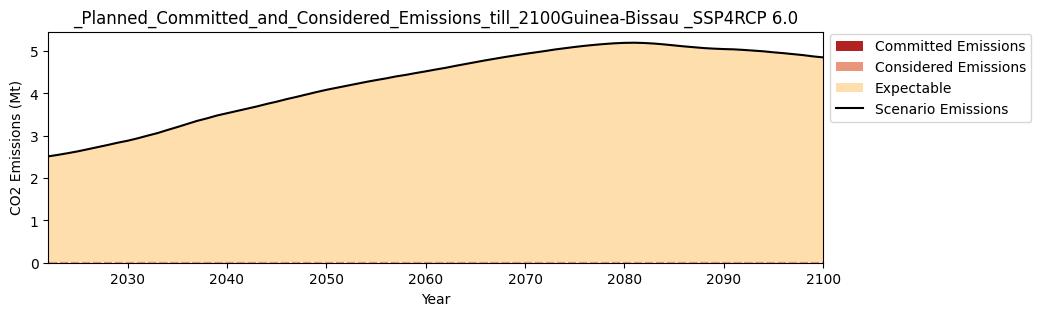 _Planned_Committed_and_Considered_Emissions_till_2100Guinea-Bissau _SSP4RCP 6.0
CO2 Emissions (Mt)
5
4
3
2
1
0
2030 2040 2050 2060 2070 2080 2090 2100
Year
Committed Emissions
Considered Emissions
Expectable
Scenario Emissions